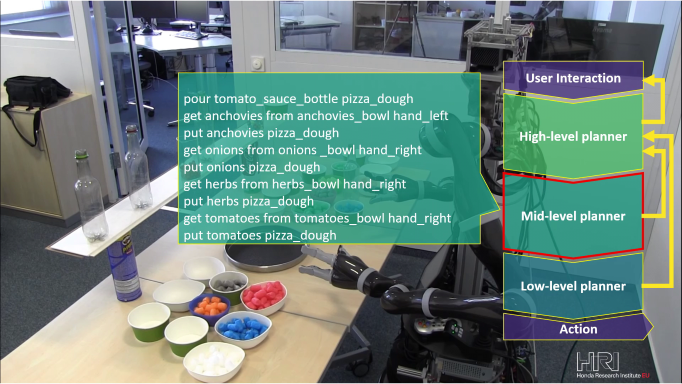 pour tomato_sauce_bottle pizza_dough
get anchovies from anchovies_bowl hand_left
put anchovies pizza_dough
get onions from onions _bowl hand_right
put onions pizza_dough
get herbs from herbs_bowl hand_right
put herbs pizza_dough
get tomatoes from tomatoes_bowl hand_right
put tomatoes pizza_dough
User Interaction
High-level planner
Mid-level planner
Low-level planner
Action
HRI
Honda Research Institute EU